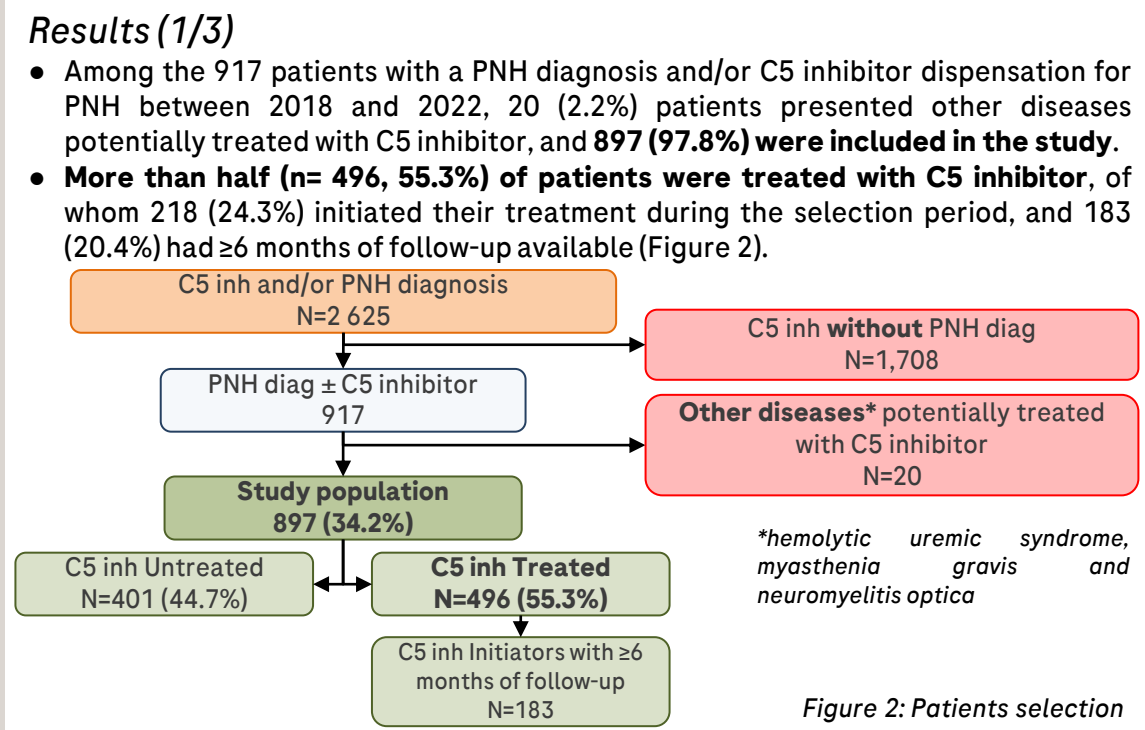 Results (1/3)
● Among the 917 patients with a PNH diagnosis and/or C5 inhibitor dispensation for
PNH between 2018 and 2022, 20 (2.2%) patients presented other diseases
potentially treated with C5 inhibitor, and 897 (97.8%) were included in the study.
● More than half (n= 496, 55.3%) of patients were treated with C5 inhibitor, of
whom 218 (24.3%) initiated their treatment during the selection period, and 183
(20.4%) had ≥6 months of follow-up available (Figure 2).
C5 inh and/or PNH diagnosis
N=2 625
C5 inh without PNH diag
N=1,708
PNH diag ± C5 inhibitor
917
Other diseases* potentially treated
with C5 inhibitor
N=20
Study population
897 (34.2%)
*hemolytic uremic syndrome,
myasthenia gravis and
neuromyelitis optica
C5 inh Untreated
N=401 (44.7%)
C5 inh Treated
N=496 (55.3%)
C5 inh Initiators with ≥6
months of follow-up
N=183
Figure 2: Patients selection